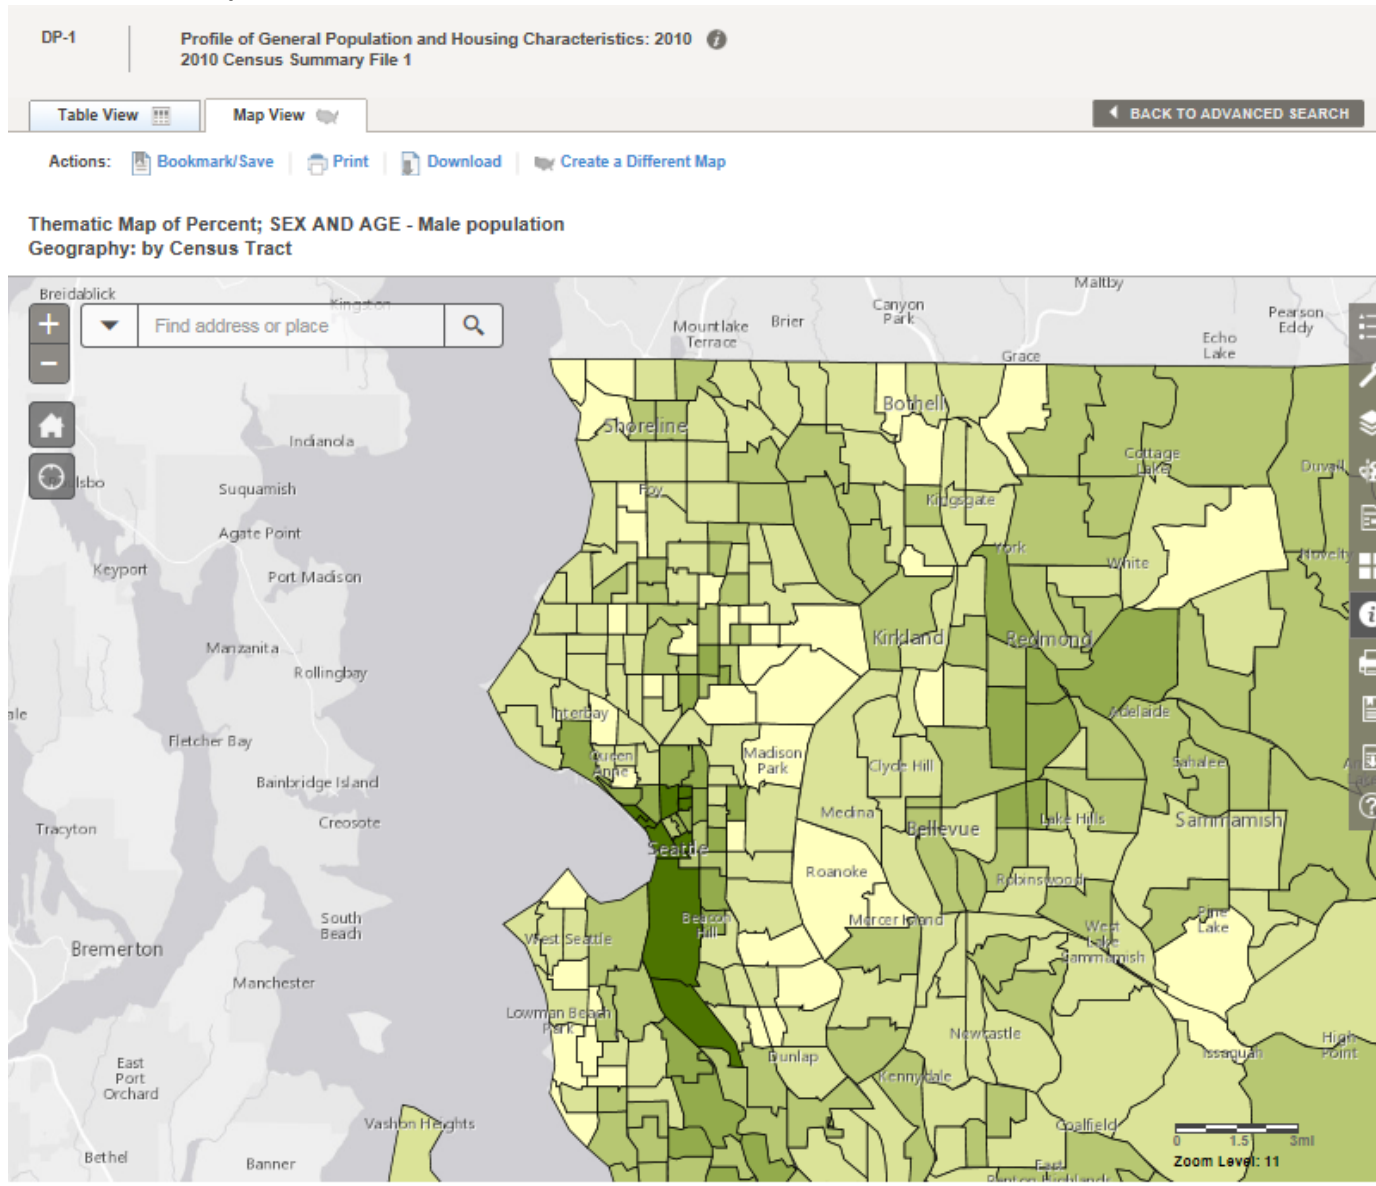 DP-1
Profile of General Population and Housing Characteristics: 2010
2010 Census Summary File 1
Table View
Map View
BACK TO ADVANCED SEARCH
Actions:
Bookmark/Save
Print
Download
Create a Different Map
Thematic Map of Percent; SEX AND AGE - Male population
Geography: by Census Tract
Breidablick
Kingston
Maltby
Find address or place
Mountlake
Terrace
Brier
Canyon
Park
Grace
Echo
Lake
Pearson
Eddy
Indianola
Shoreline
Bothell
Cottage
Lake
Duvall
Suquamish
Foy
Kingsgate
Agate Point
York
White
Novelty
Keyport
Port Madison
Manzanita
Kirkland
Redmond
Rollingbay
Interbay
Adelaide
Fletcher Bay
Queen
Anne
Madison
Park
Clyde Hill
Sahalee
Bainbridge Island
Tracyton
Creosote
Medina
Bellevue
Lake Hills
Sammamish
Seattle
Roanoke
Robinswood
South
Beach
Beacon
Hill
Mercer Island
Pine
Lake
Bremerton
West Seattle
West
Lake
Sammamish
Manchester
Lowman Beach
Park
Newcastle
High
Point
Issaquah
East
Port
Orchard
Dunlap
Kennydale
Vashon Heights
Coalfield
0 1.5 3mi
Bethel
Banner
East
Renton Highlands
Zoom Level: 11